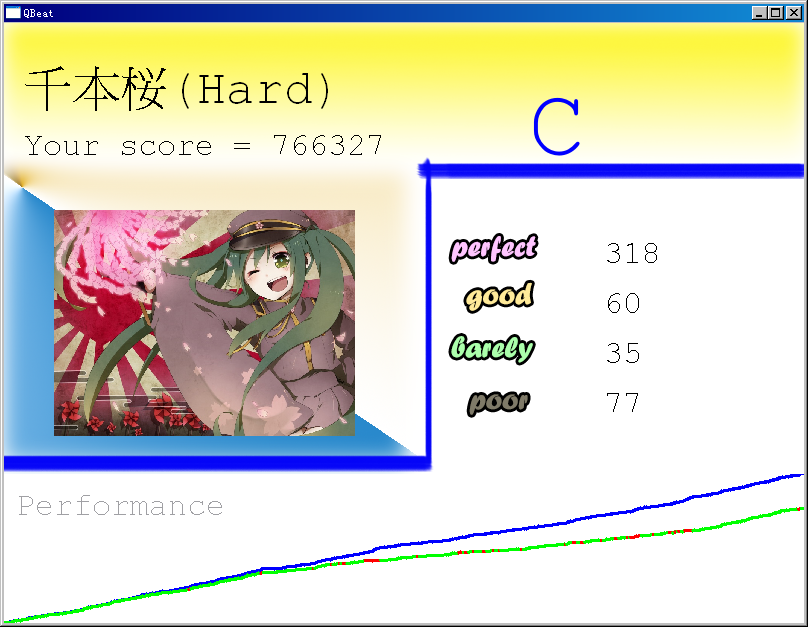 QBeat
千本桜(Hard)
Your score = 766327
C
perfect 318
good 60
barely 35
poor 77
Performance